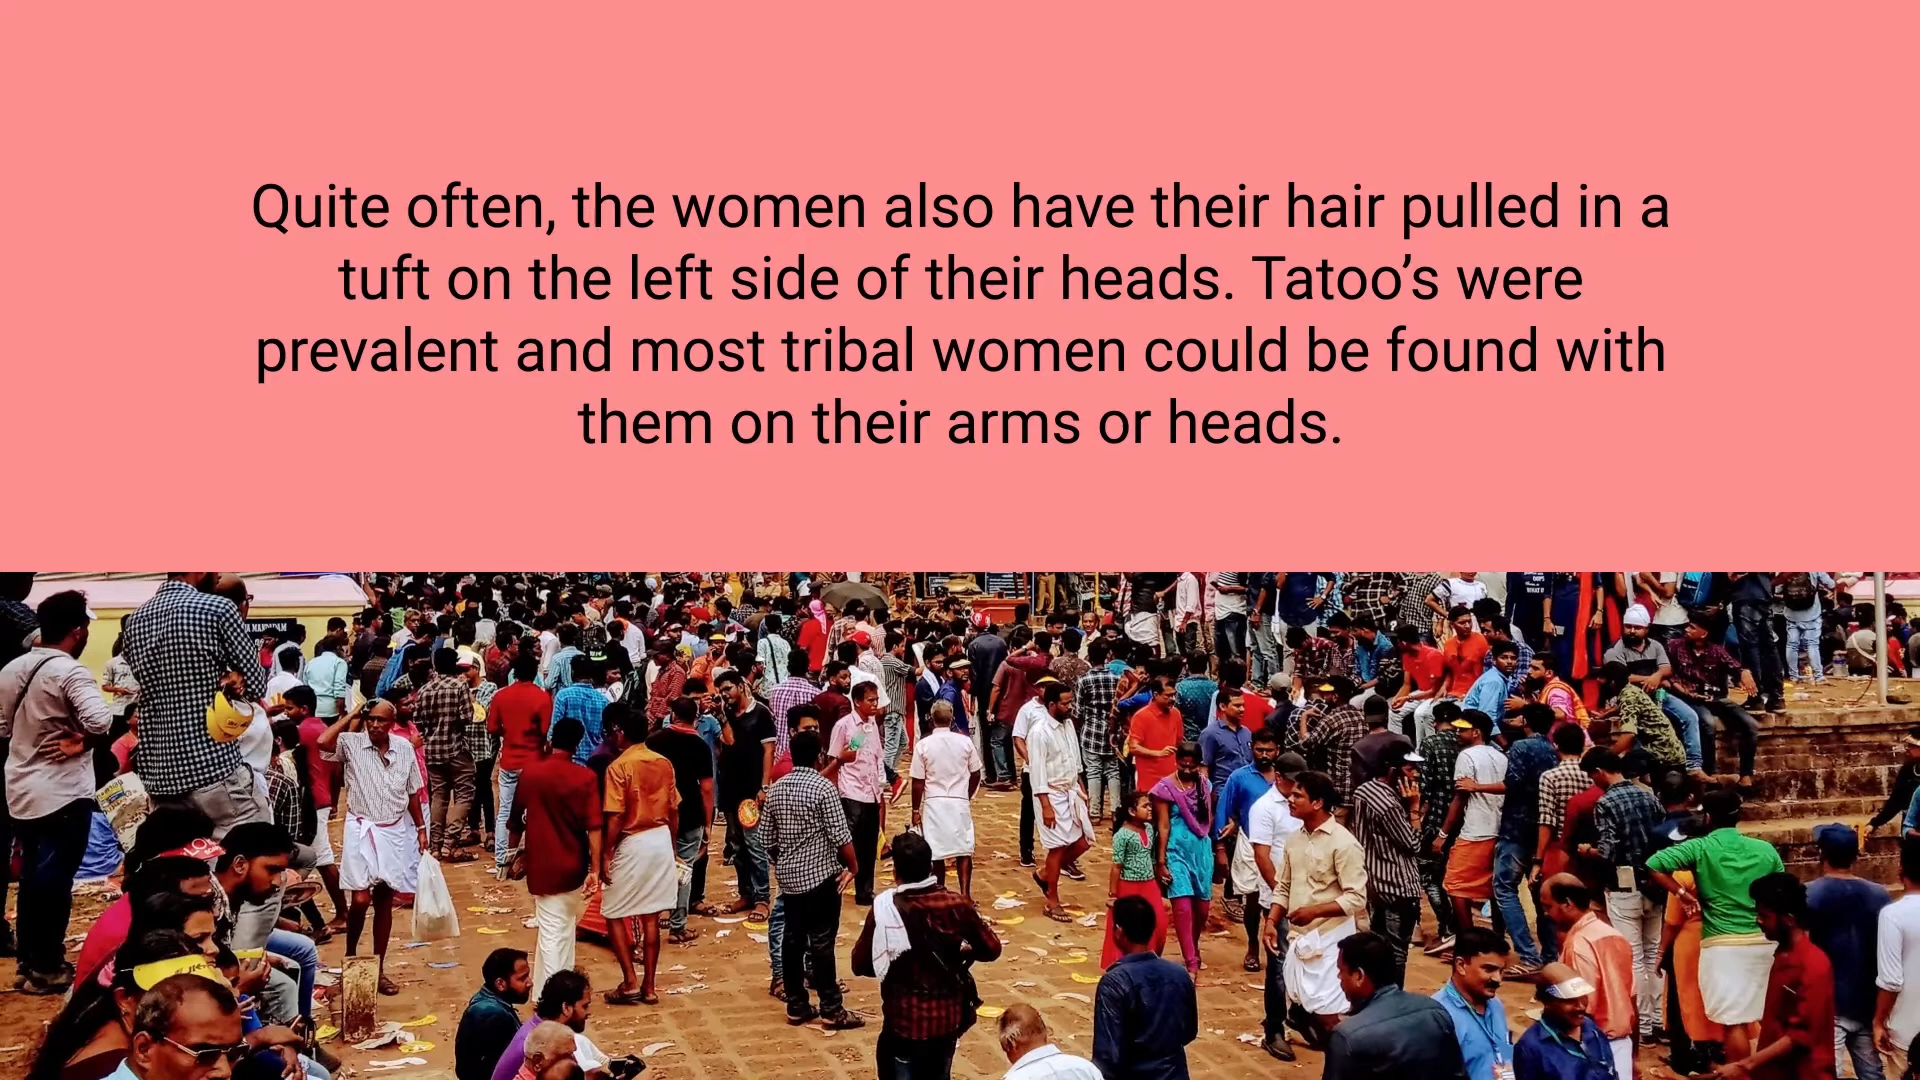 Quite often, the women also have their hair pulled in a
tuft on the left side of their heads. Tatoo’s were
prevalent and most tribal women could be found with
them on their arms or heads.